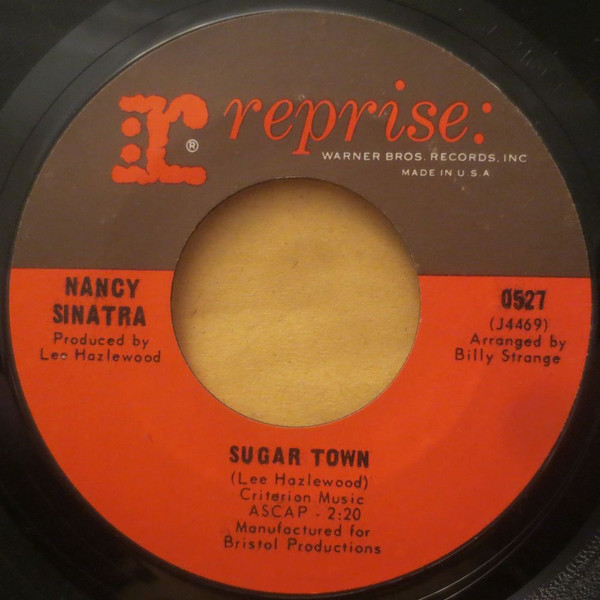 r® reprise:
WARNER BROS. RECORDS, INC
MADE IN U.S.A
NANCY
SINATRA
Produced by
Lee Hazlewood
0527
(J4469)
Arranged by
Billy Strange
SUGAR TOWN
(Lee Hazlewood)
Criterion Music
ASCAP - 2:20
Manufactured for
Bristol Productions